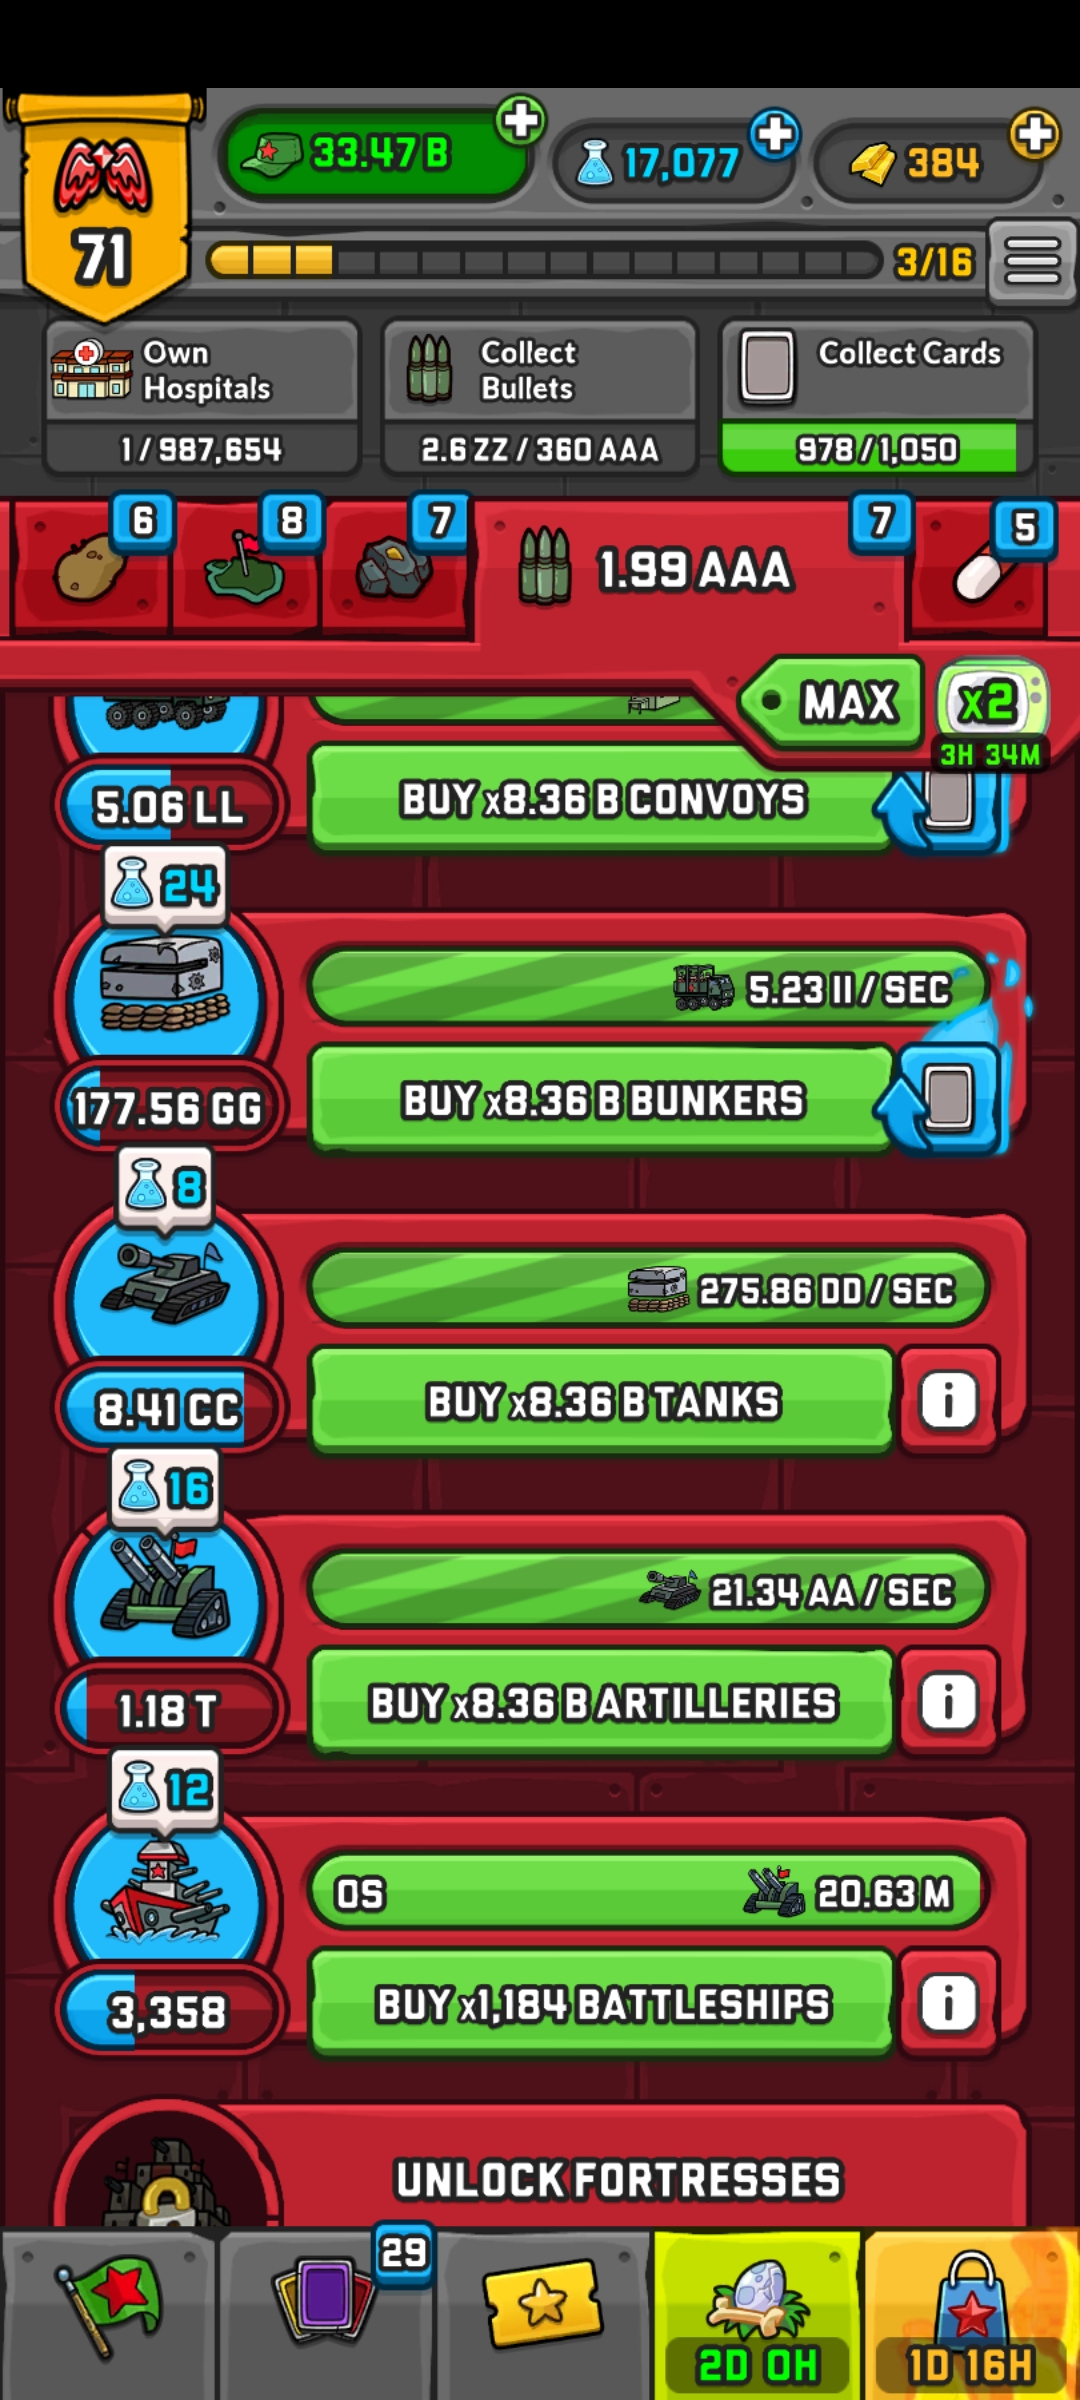 33.47 B
17,077
384
71
3/16
Own
Hospitals
1 / 987,654
Collect
Bullets
2.6 ZZ / 360 AAA
Collect Cards
978 / 1,050
6
8
7
1.99 AAA
7
5
MAX
x2
3H 34M
5.06 LL
BUY x8.36 B CONVOYS
24
5.23 II / SEC
177.56 GG
BUY x8.36 B BUNKERS
8
275.86 DD / SEC
8.41 CC
BUY x8.36 B TANKS
i
16
21.34 AA / SEC
1.18 T
BUY x8.36 B ARTILLERIES
i
12
0S
20.63 M
3,358
BUY x1,184 BATTLESHIPS
i
UNLOCK FORTRESSES
29
2D 0H
1D 16H